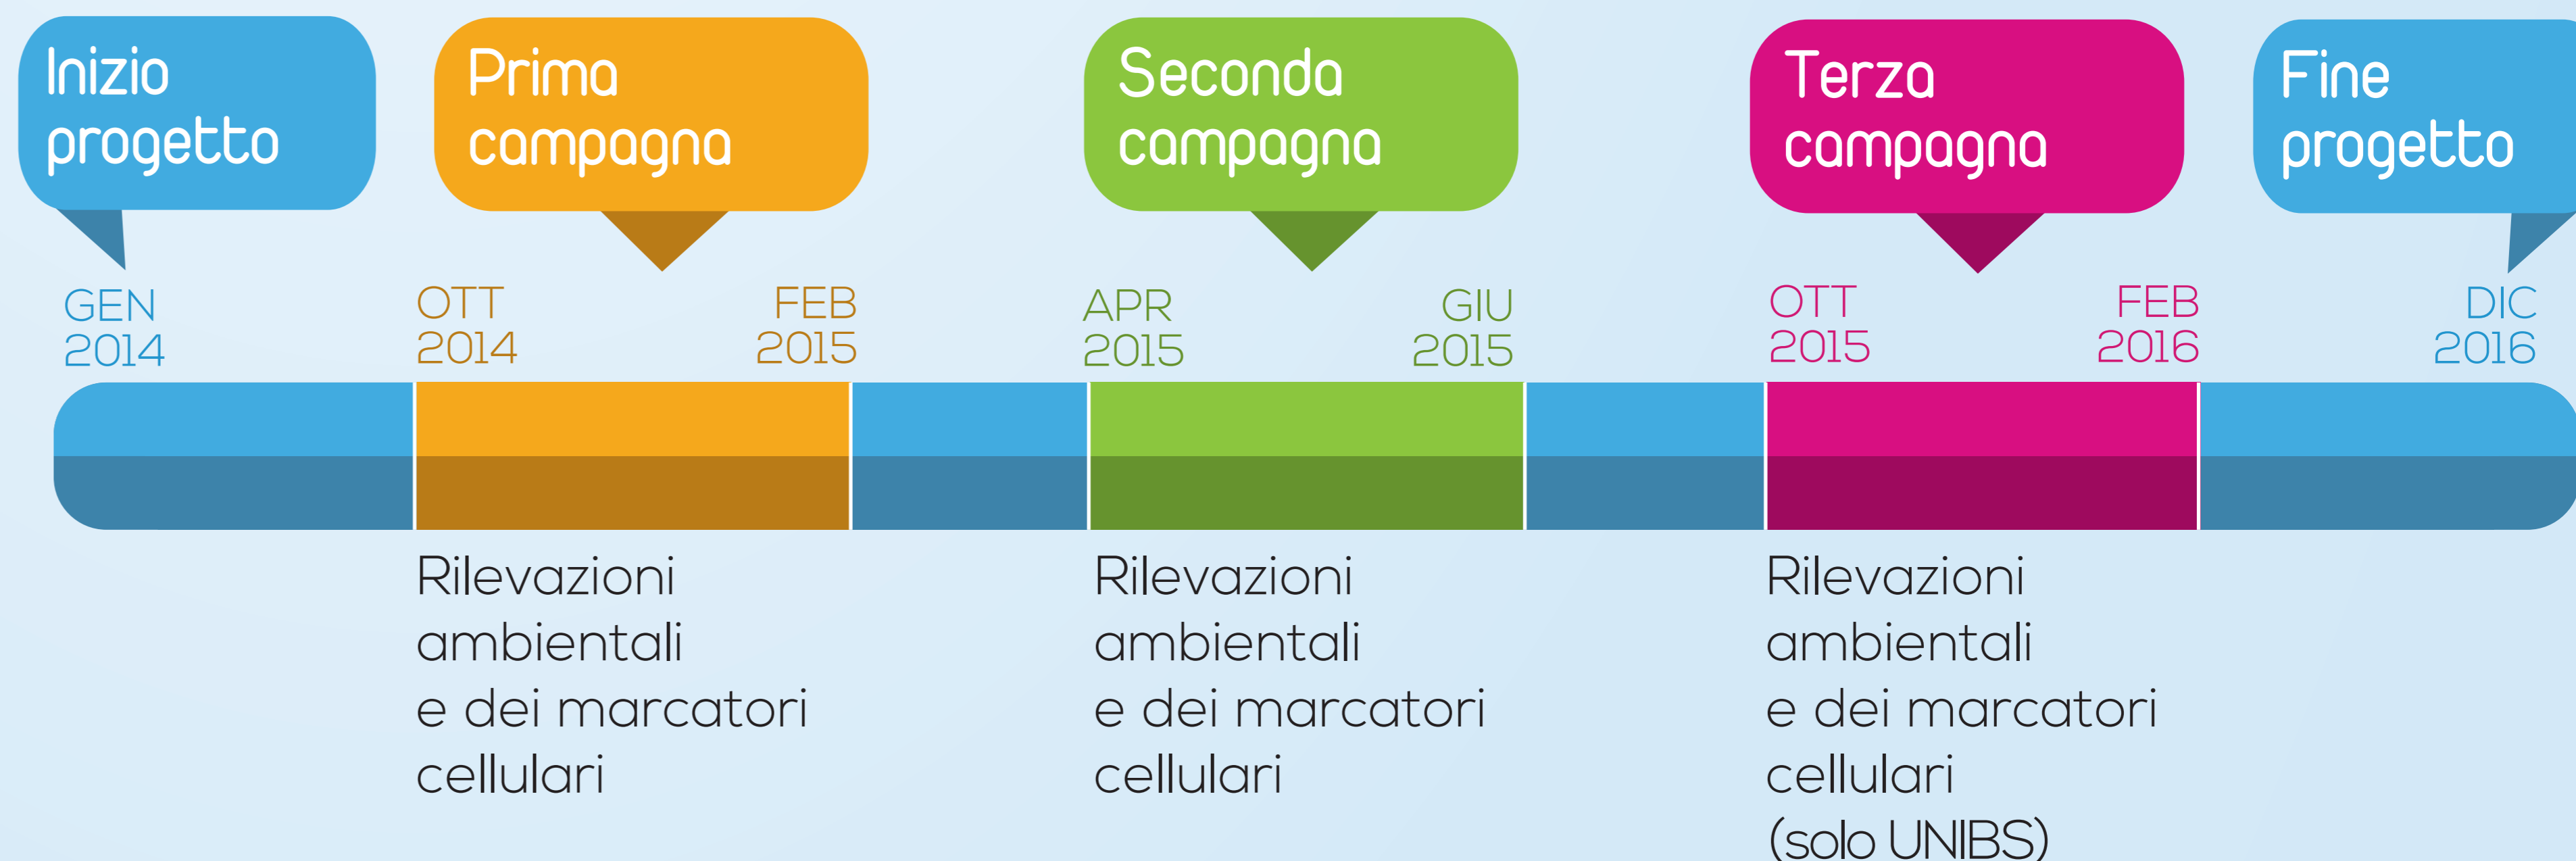 Inizio
progetto
Prima
campagna
Seconda
campagna
Terza
campagna
Fine
progetto
GEN
2014
OTT
2014
FEB
2015
APR
2015
GIU
2015
OTT
2015
FEB
2016
DIC
2016
Rilevazioni
ambientali
e dei marcatori
cellulari
Rilevazioni
ambientali
e dei marcatori
cellulari
Rilevazioni
ambientali
e dei marcatori
cellulari
(solo UNIBS)